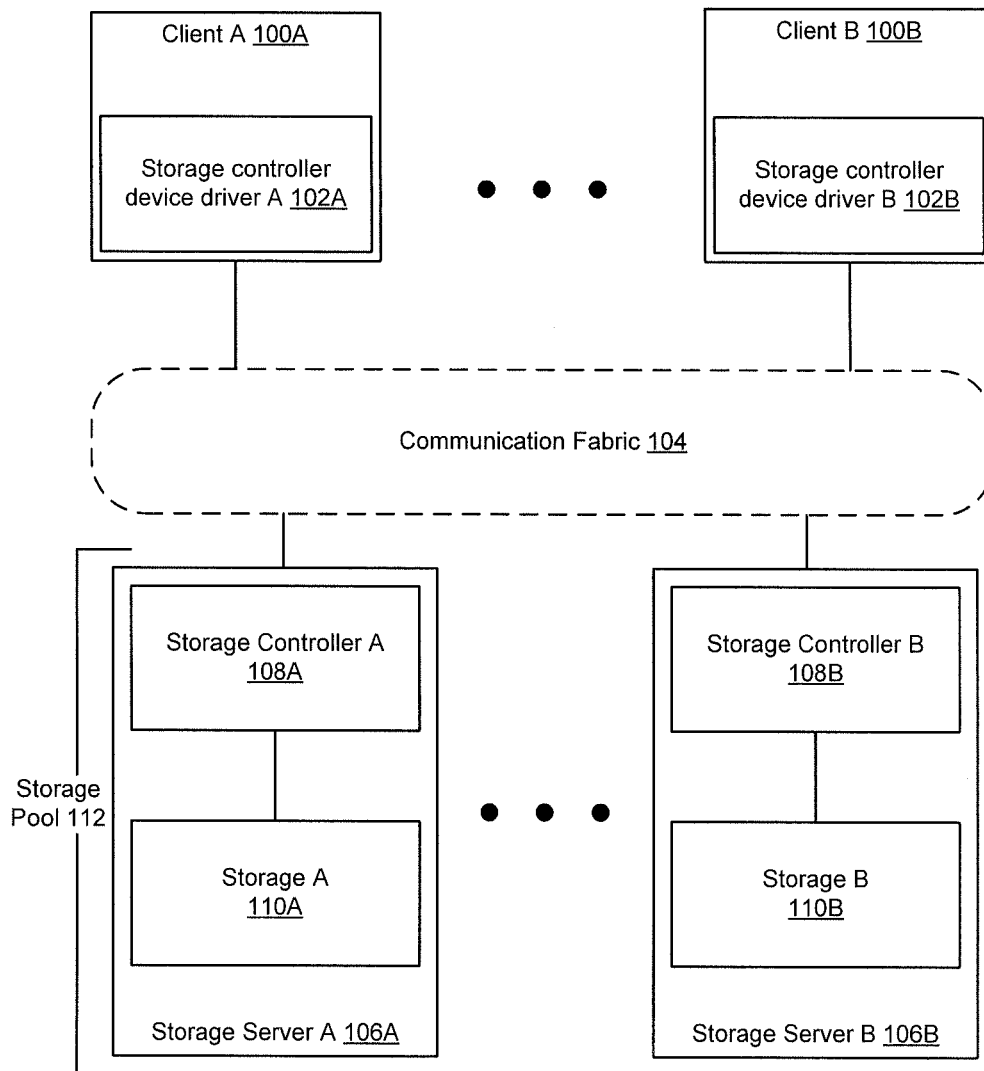 Client A 100A
Client B 100B
Storage controller
device driver A 102A
Storage controller
device driver B 102B
Communication Fabric 104
Storage Controller A
108A
Storage Controller B
108B
Storage
Pool 112
Storage A
110A
Storage B
110B
Storage Server A 106A
Storage Server B 106B